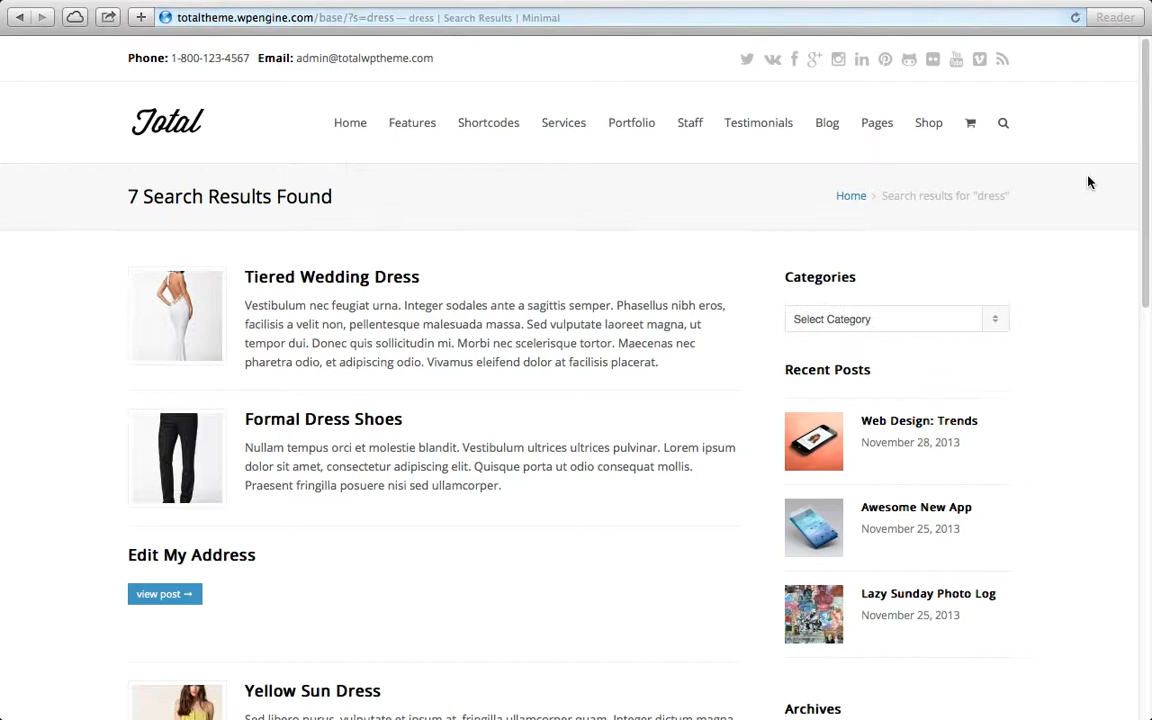 totaltheme.wpengine.com/base/?s=dress — dress | Search Results | Minimal
Reader
Phone: 1-800-123-4567 Email: admin@totalwptheme.com
Total
Home Features Shortcodes Services Portfolio Staff Testimonials Blog Pages Shop
7 Search Results Found
Home › Search results for "dress"
Tiered Wedding Dress
Vestibulum nec feugiat urna. Integer sodales ante a sagittis semper. Phasellus nibh eros,
facilisis a velit non, pellentesque malesuada massa. Sed vulputate laoreet magna, ut
tempor dui. Donec quis sollicitudin mi. Morbi nec scelerisque tortor. Maecenas nec
pharetra odio, et adipiscing odio. Vivamus eleifend dolor at facilisis placerat.
Formal Dress Shoes
Nullam tempus orci et molestie blandit. Vestibulum ultrices ultrices pulvinar. Lorem ipsum
dolor sit amet, consectetur adipiscing elit. Quisque porta ut odio consequat mollis.
Praesent fringilla posuere nisi sed ullamcorper.
Edit My Address
view post →
Yellow Sun Dress
Sed libero purus, vulputate et ipsum at, fringilla ullamcorper quam. Integer dictum magna
Categories
Select Category
Recent Posts
Web Design: Trends
November 28, 2013
Awesome New App
November 25, 2013
Lazy Sunday Photo Log
November 25, 2013
Archives